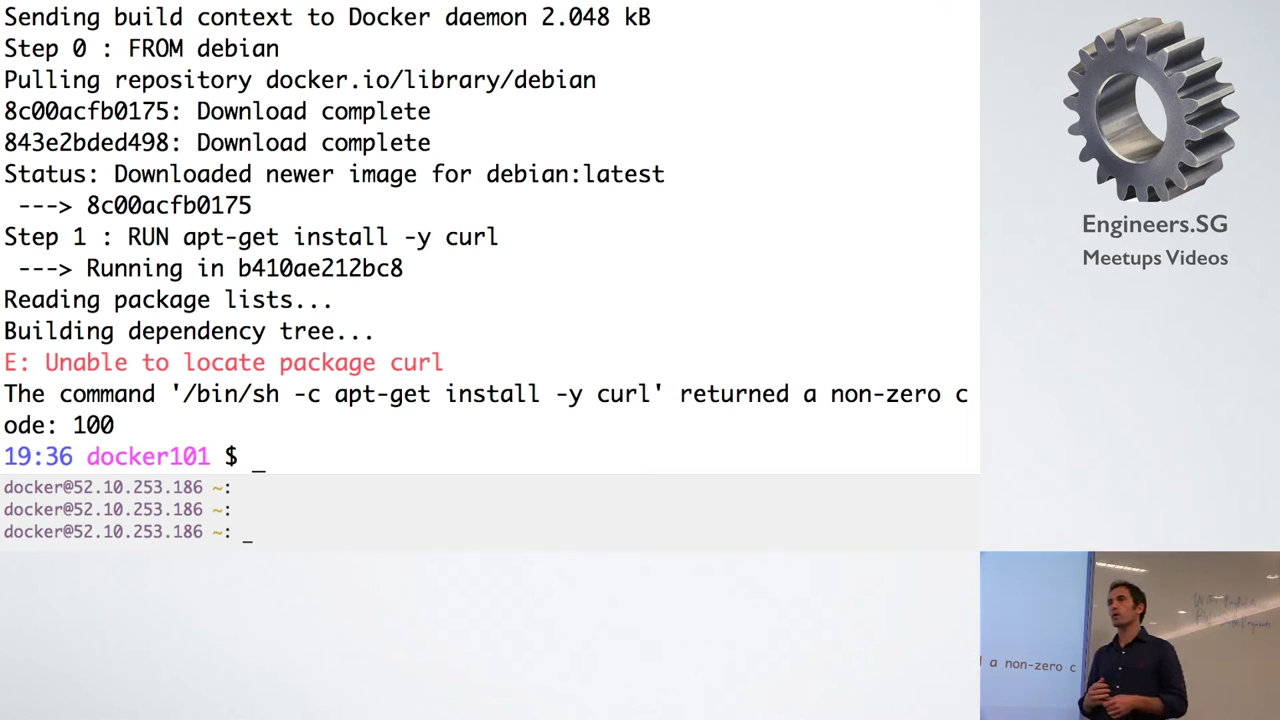 Sending build context to Docker daemon 2.048 kB
Step 0 : FROM debian
Pulling repository docker.io/library/debian
8c00acfb0175: Download complete
843e2bded498: Download complete
Status: Downloaded newer image for debian:latest
---> 8c00acfb0175
Step 1 : RUN apt-get install -y curl
---> Running in b410ae212bc8
Reading package lists...
Building dependency tree...
E: Unable to locate package curl
The command '/bin/sh -c apt-get install -y curl' returned a non-zero c
ode: 100
19:36 docker101 $ _
docker@52.10.253.186 ~:
docker@52.10.253.186 ~:
docker@52.10.253.186 ~: _
Engineers.SG
Meetups Videos
a non-zero c